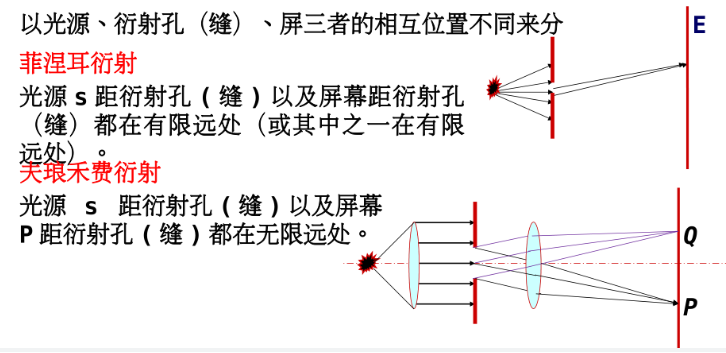 以光源、衍射孔（缝）、屏三者的相互位置不同来分
E
菲涅耳衍射
光源 s 距衍射孔 ( 缝 ) 以及屏幕距衍射孔
（缝）都在有限远处（或其中之一在有限
远处）。
夫琅禾费衍射
光源 s 距衍射孔 ( 缝 ) 以及屏幕
P 距衍射孔 ( 缝 ) 都在无限远处。
Q
P